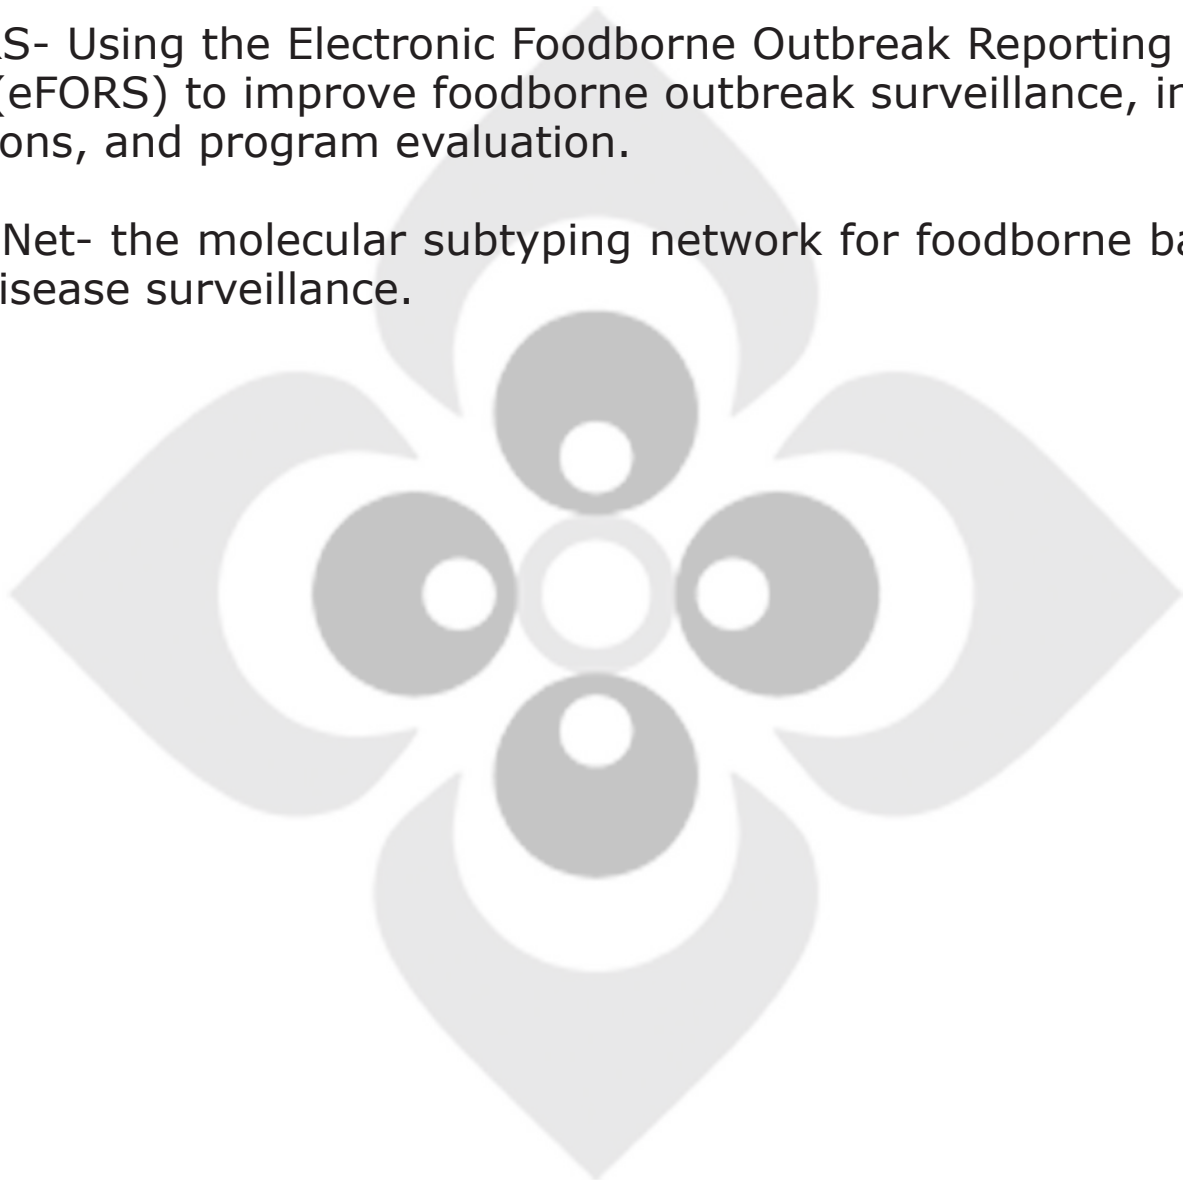 RS- Using the Electronic Foodborne Outbreak Reporting
(eFORS) to improve foodborne outbreak surveillance, in
ons, and program evaluation.
Net- the molecular subtyping network for foodborne ba
isease surveillance.